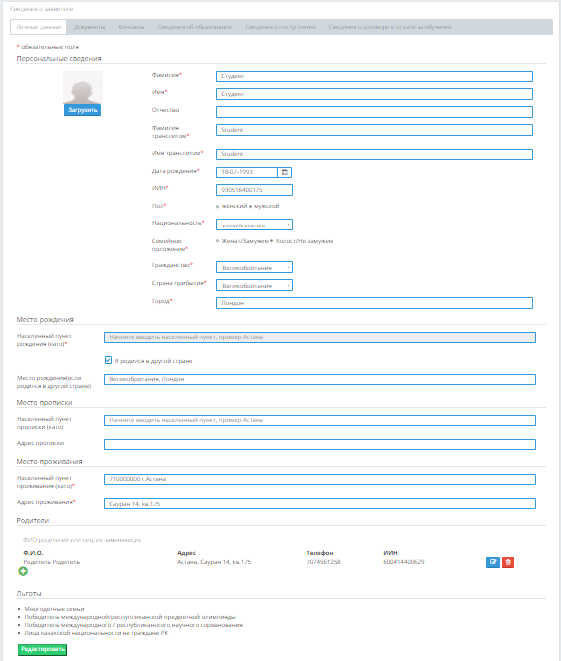 Сведения о заявителе
Личные данные Документы Контакты Сведения об образовании Сведения о поступлении Сведения о договоре и оплате за обучение
* обязательные поля
Персональные сведения
Загрузить
Фамилия* Студент
Имя* Студент
Отчество
Фамилия
транслитом* Student
Имя транслитом* Student
Дата рождения* 18-07-1993
ИИН* 930516400175
Пол* женский мужской
Национальность*
Семейное
положение* Женат/Замужем Холост/Не замужем
Гражданство* Великобритания
Страна прибытия* Великобритания
Город* Лондон
Место рождения
Населенный пункт
рождения (като)* Начните вводить населенный пункт, пример Астана
Я родился в другой стране
Место рождения(если
родился в другой стране) Великобритания, Лондон
Место прописки
Населенный пункт
прописки (като) Начните вводить населенный пункт, пример Астана
Адрес прописки
Место проживания
Населенный пункт
проживания (като)* 710000000 г.Астана
Адрес проживания* Сауран 14, кв.175
Родители
ФИО родителей или лиц, их заменяющих
Ф.И.О. Адрес Телефон ИИН
Родитель Родитель Астана, Сауран 14, кв.175 7074561258 600414400629
Льготы
Многодетные семьи
Победитель международной/республиканской предметной олимпиады
Победитель международного / республиканского научного соревнования
Лица казахской национальности не граждане РК
Редактировать